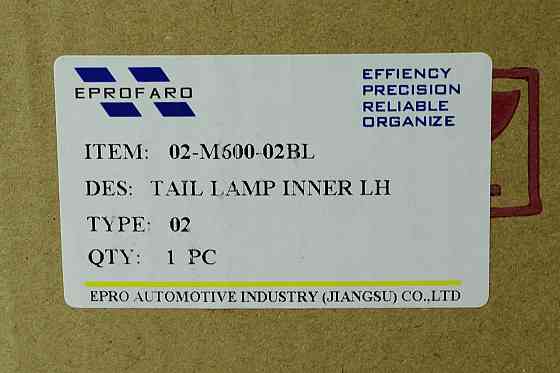 EPROFARO
EFFIENCY
PRECISION
RELIABLE
ORGANIZE
ITEM: 02-M600-02BL
DES: TAIL LAMP INNER LH
TYPE: 02
QTY: 1 PC
EPRO AUTOMOTIVE INDUSTRY (JIANGSU) CO.,LTD